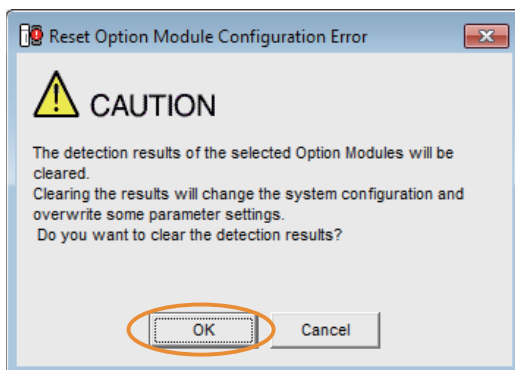 Reset Option Module Configuration Error
CAUTION
The detection results of the selected Option Modules will be
cleared.
Clearing the results will change the system configuration and
overwrite some parameter settings.
Do you want to clear the detection results?
OK
Cancel